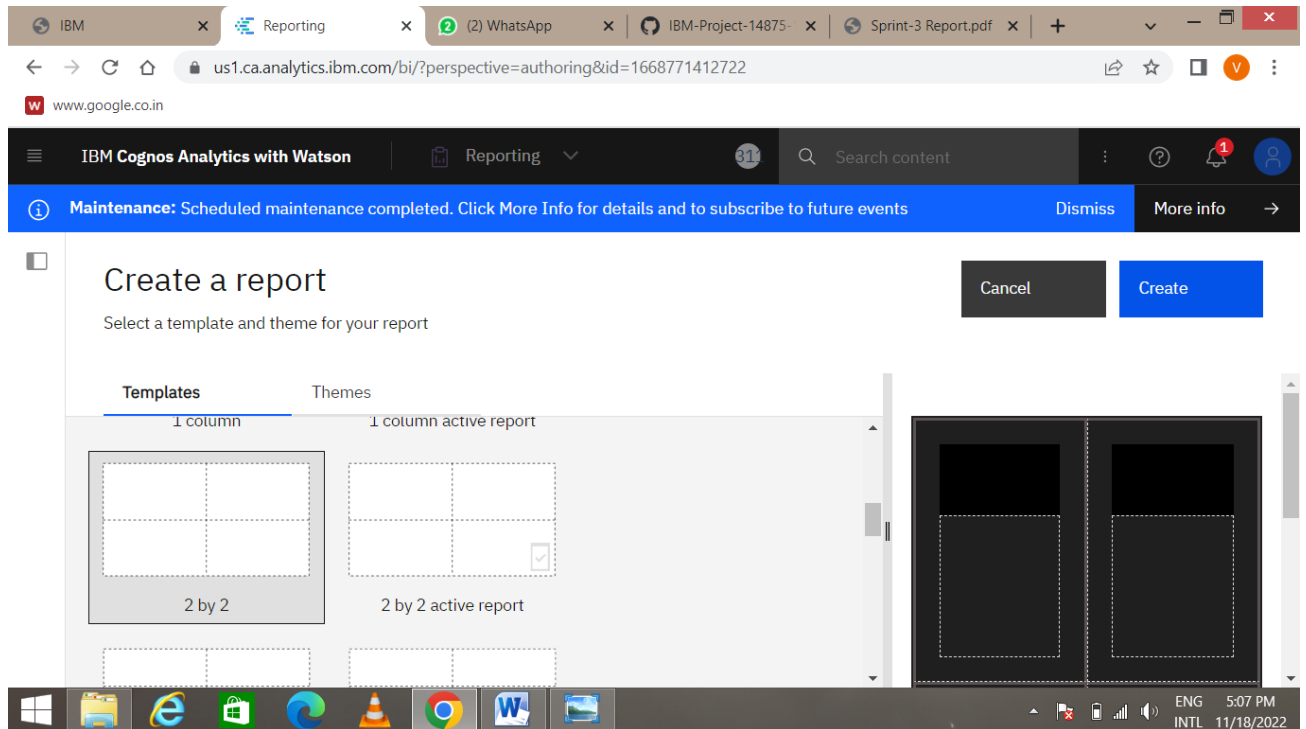 IBM
Reporting
2
(2) WhatsApp
IBM-Project-14875-
Sprint-3 Report.pdf
us1.ca.analytics.ibm.com/bi/?perspective=authoring&id=1668771412722
V
W
www.google.co.in
IBM Cognos Analytics with Watson
Reporting
311
Search content
1
Maintenance: Scheduled maintenance completed. Click More Info for details and to subscribe to future events
Dismiss
More info
Create a report
Select a template and theme for your report
Cancel
Create
Templates
Themes
1 column
1 column active report
2 by 2
2 by 2 active report
W
ENG
5:07 PM
INTL
11/18/2022